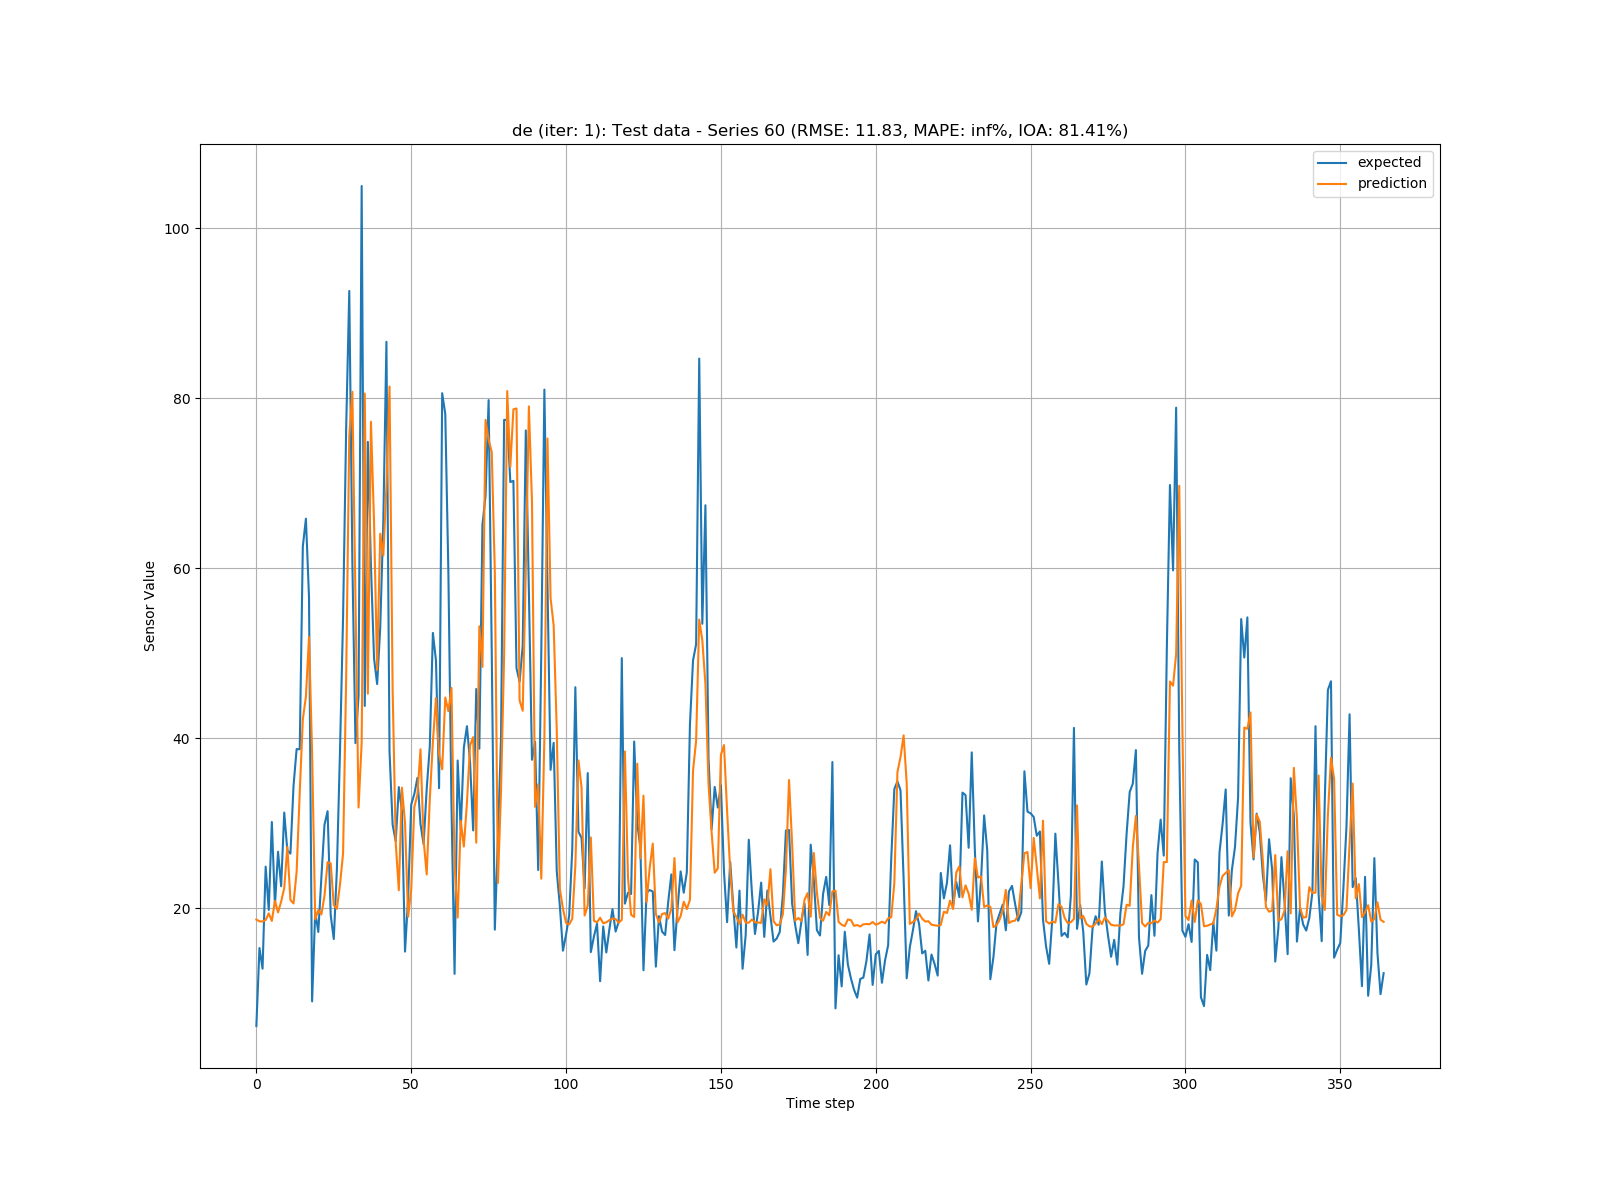 de (iter: 1): Test data - Series 60 (RMSE: 11.83, MAPE: inf%, IOA: 81.41%)
expected
prediction
100
80
60
40
20
Sensor Value
0 50 100 150 200 250 300 350
Time step